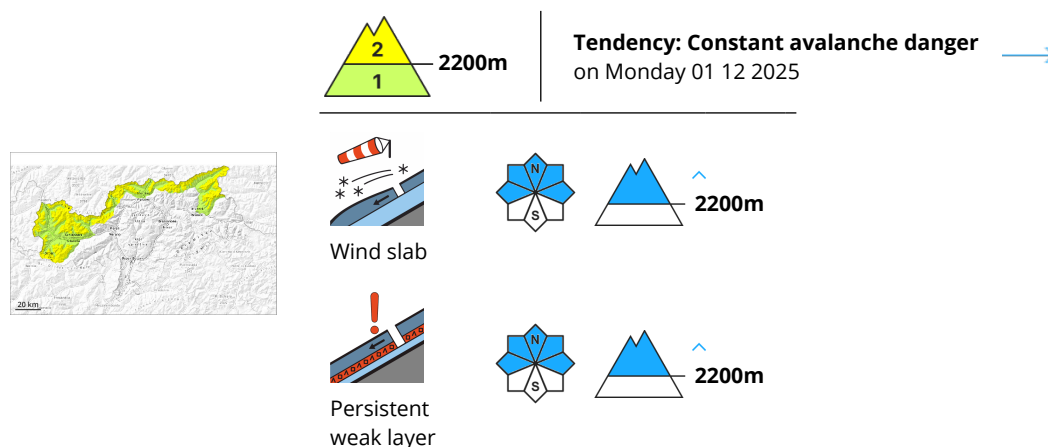 2
2200m
1
Tendency: Constant avalanche danger
on Monday 01 12 2025
N
S
2200m
Wind slab
20 km
N
S
2200m
Persistent
weak layer